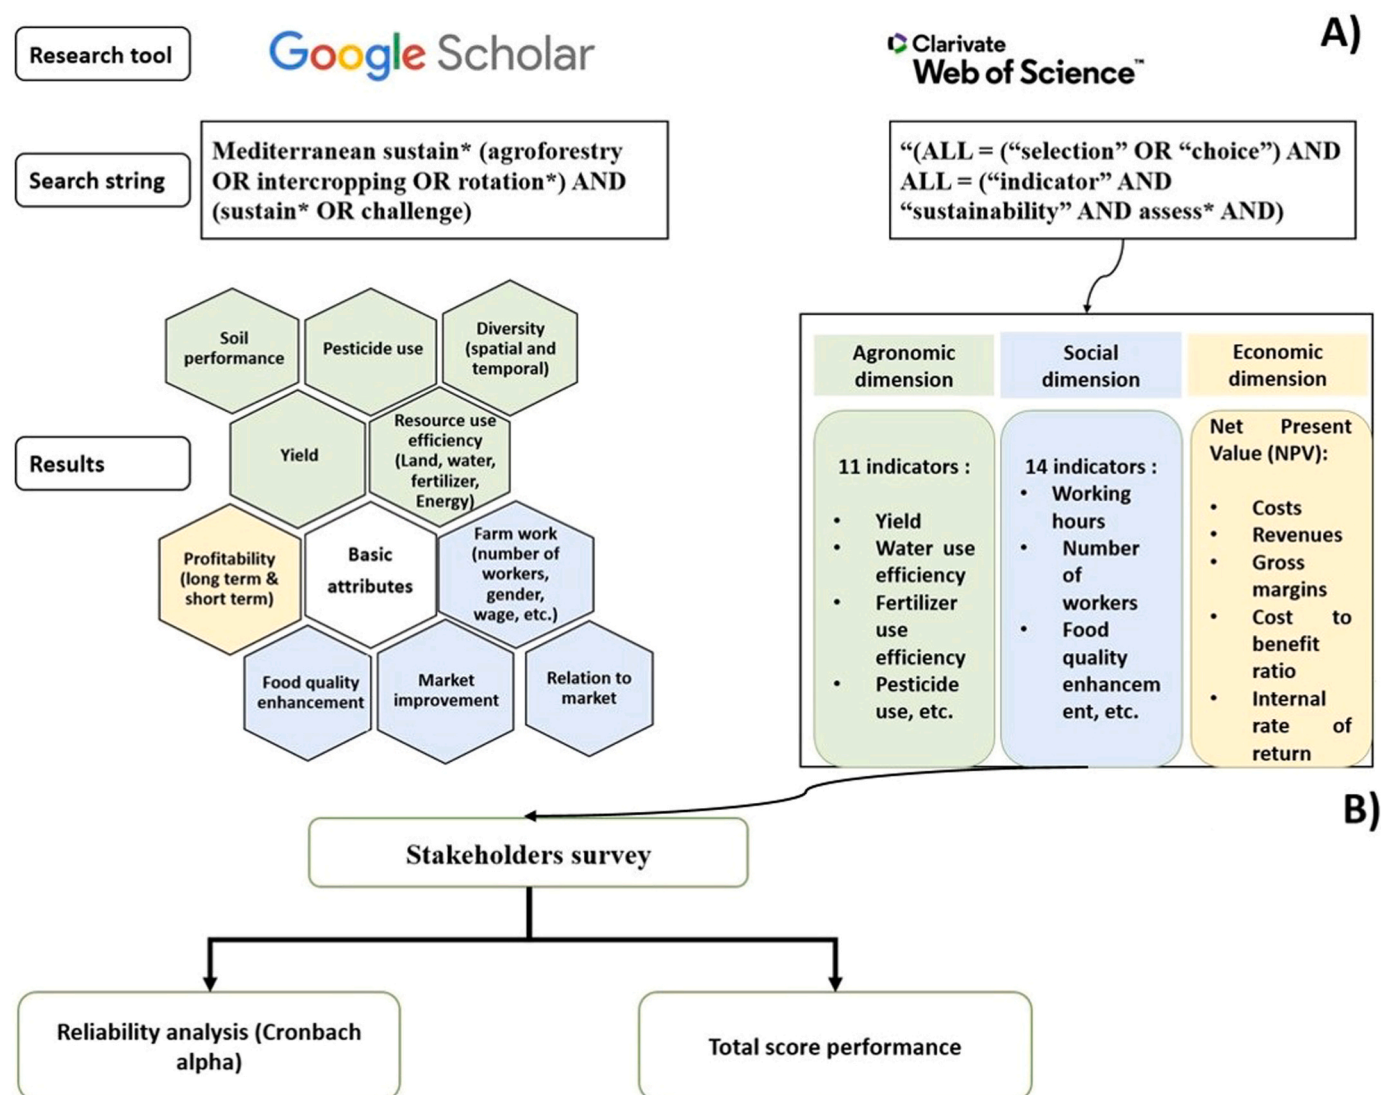 A)
Research tool
Google Scholar
Clarivate
Web of Science™
Search string
Mediterranean sustain* (agroforestry
OR intercropping OR rotation*) AND
(sustain* OR challenge)
“(ALL = (“selection” OR “choice”) AND
ALL = (“indicator” AND
“sustainability” AND assess* AND)
Results
Soil
performance
Pesticide use
Diversity
(spatial and
temporal)
Yield
Resource use
efficiency
(Land, water,
fertilizer,
Energy)
Profitability
(long term &
short term)
Basic
attributes
Farm work
(number of
workers,
gender,
wage, etc.)
Food quality
enhancement
Market
improvement
Relation to
market
Agronomic
dimension
11 indicators :
• Yield
• Water use
efficiency
• Fertilizer
use
efficiency
• Pesticide
use, etc.
Social
dimension
14 indicators :
• Working
hours
• Number
of
workers
• Food
quality
enhancem
ent, etc.
Economic
dimension
Net Present
Value (NPV):
• Costs
• Revenues
• Gross
margins
• Cost to
benefit
ratio
• Internal
rate of
return
B)
Stakeholders survey
Reliability analysis (Cronbach
alpha)
Total score performance